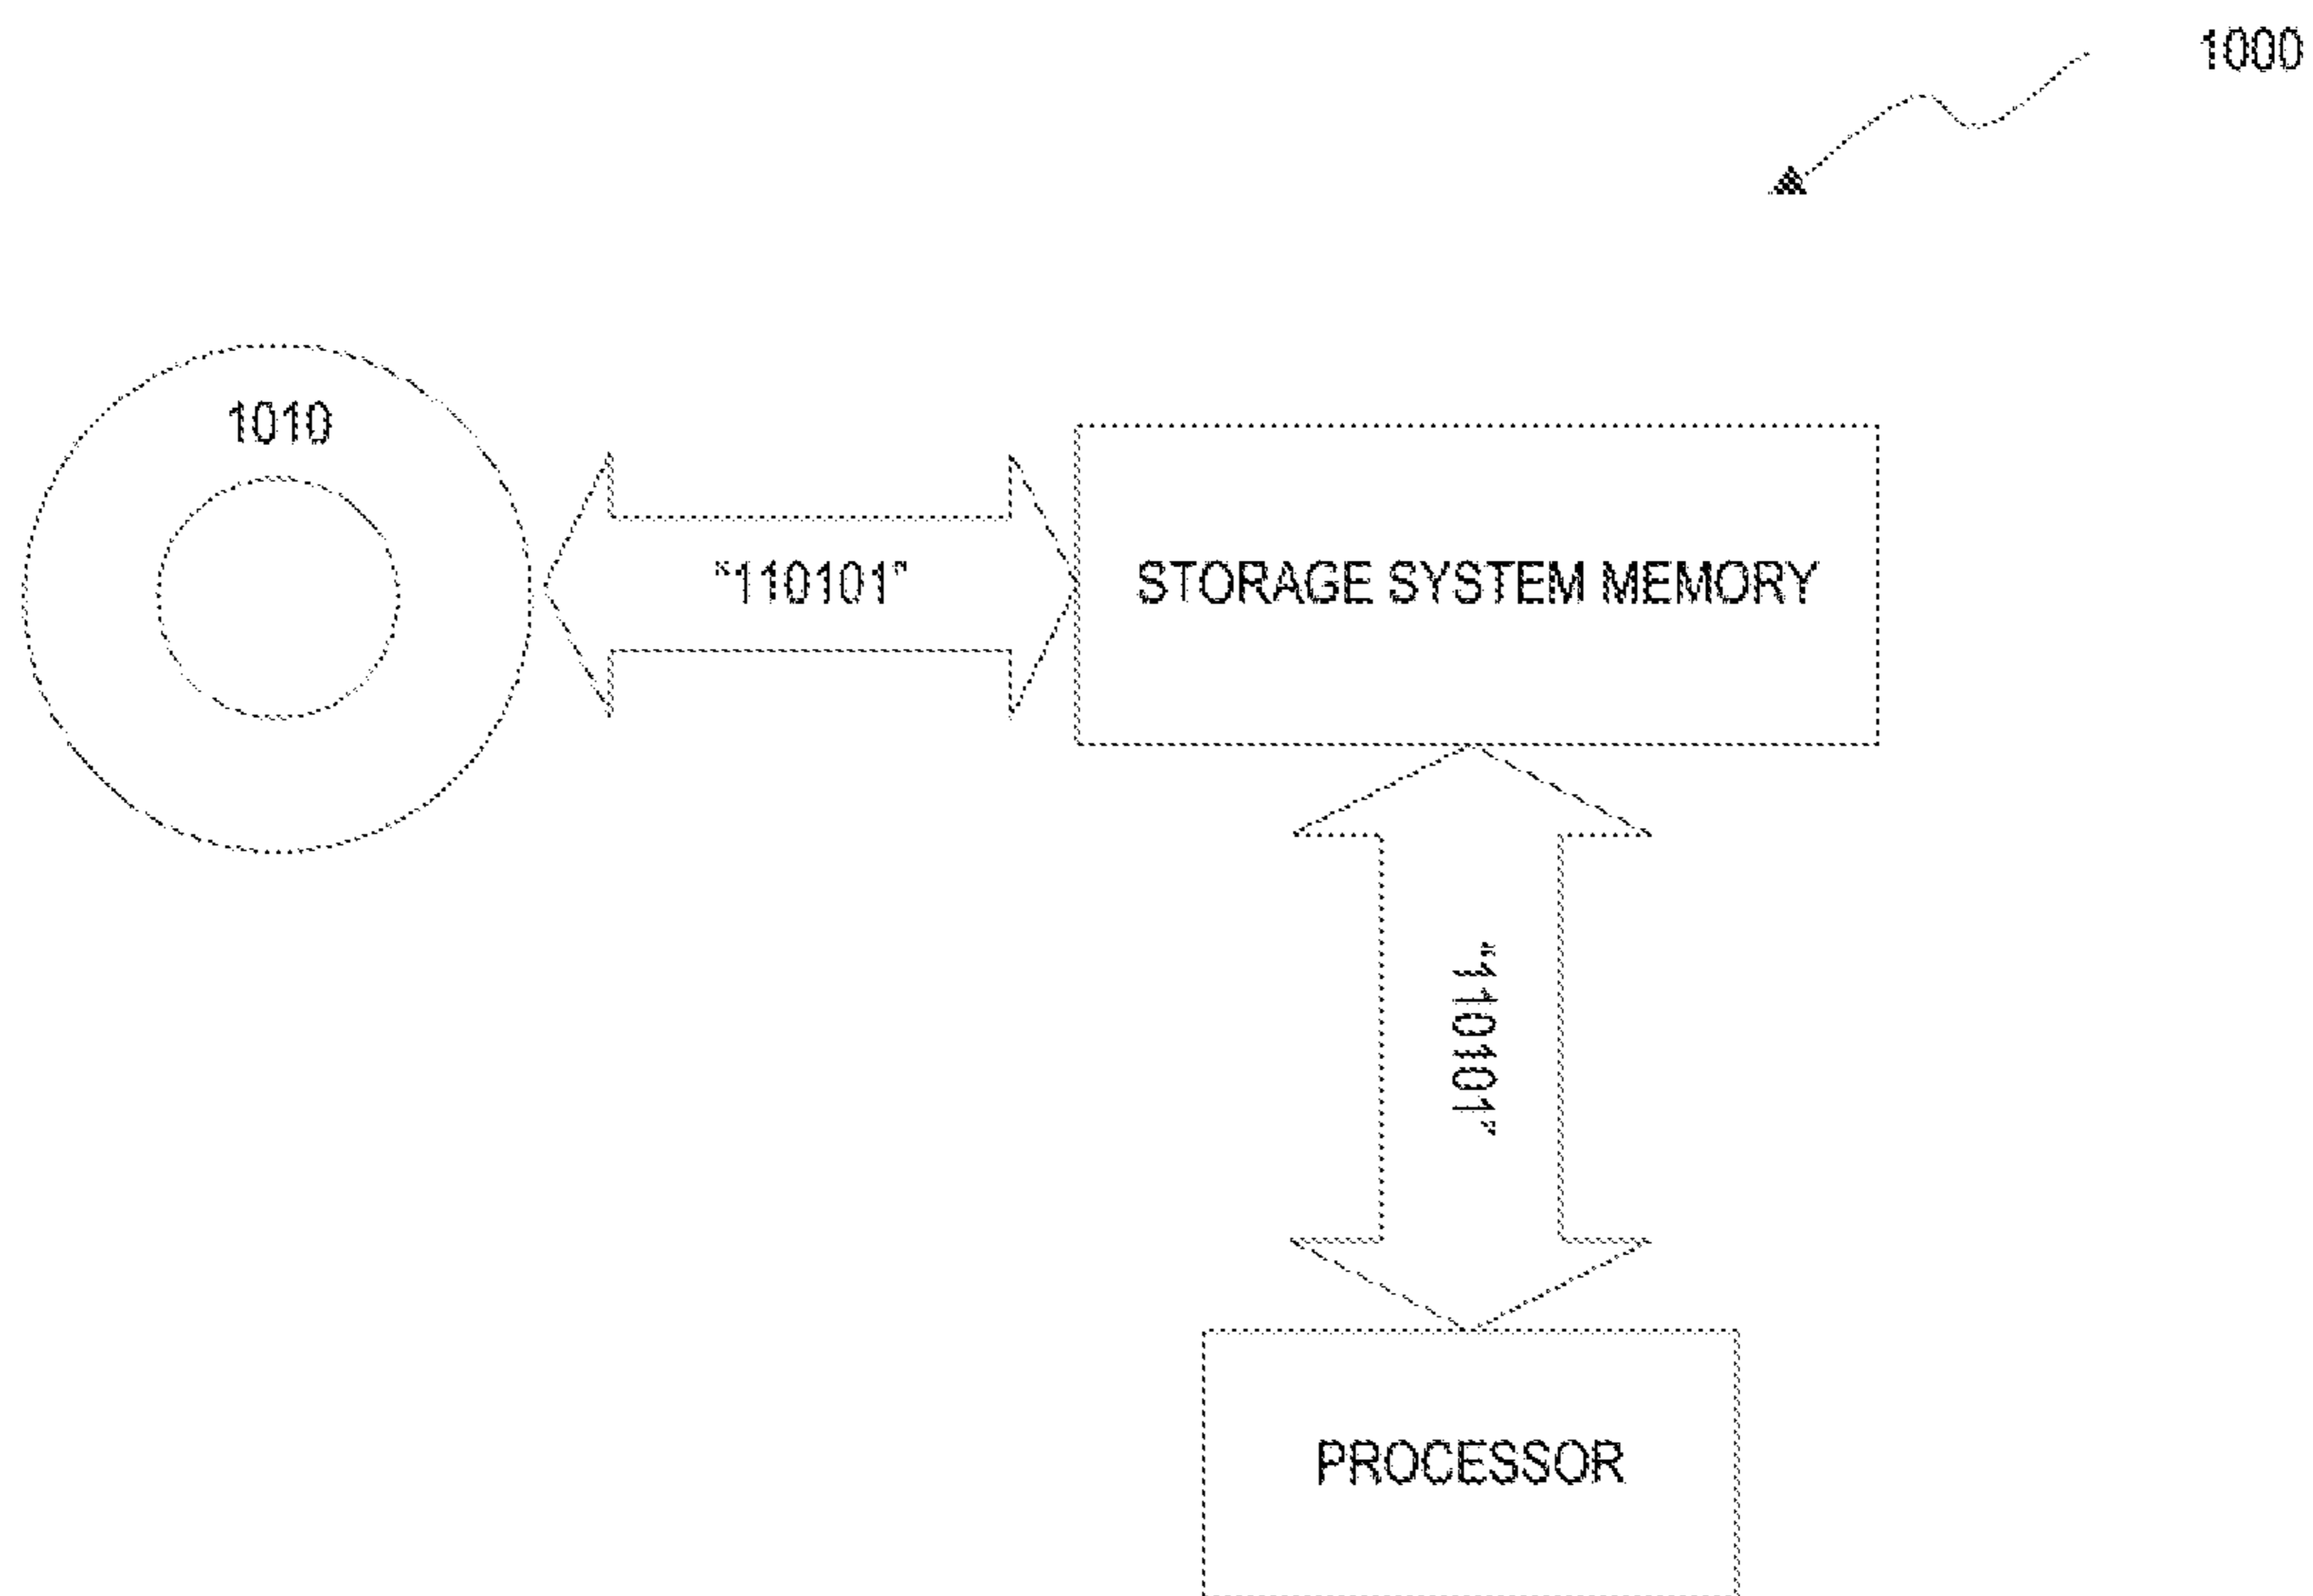 1000
1010
“110101”
STORAGE SYSTEM MEMORY
“110101”
PROCESSOR